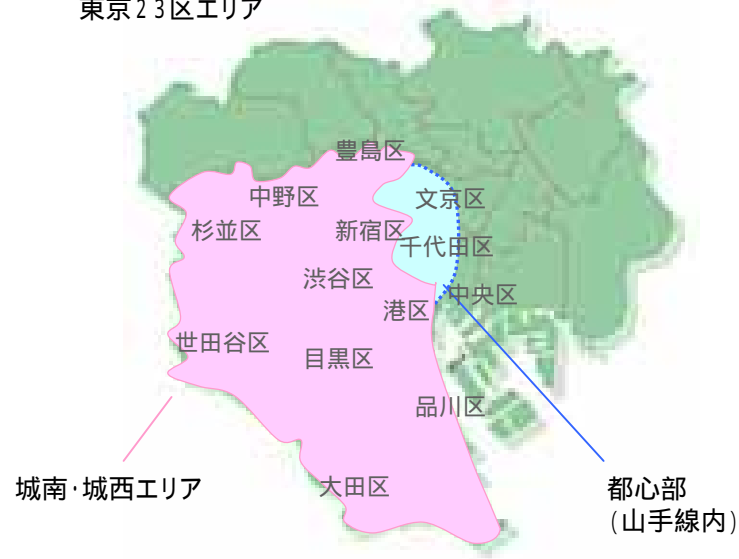 東京23区エリア
豊島区
中野区
文京区
杉並区
新宿区
千代田区
渋谷区
中央区
港区
世田谷区
目黒区
品川区
大田区
城南・城西エリア
都心部
(山手線内)